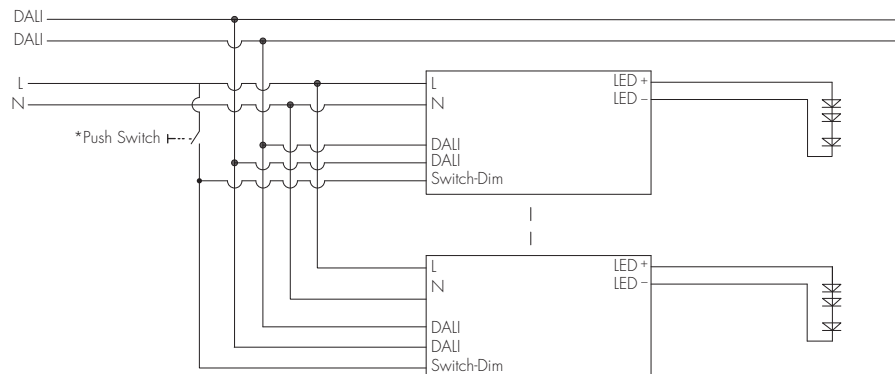 DALI
DALI
L
N
*Push Switch
L
N
DALI
DALI
Switch-Dim
LED +
LED –
L
N
DALI
DALI
Switch-Dim
LED +
LED –